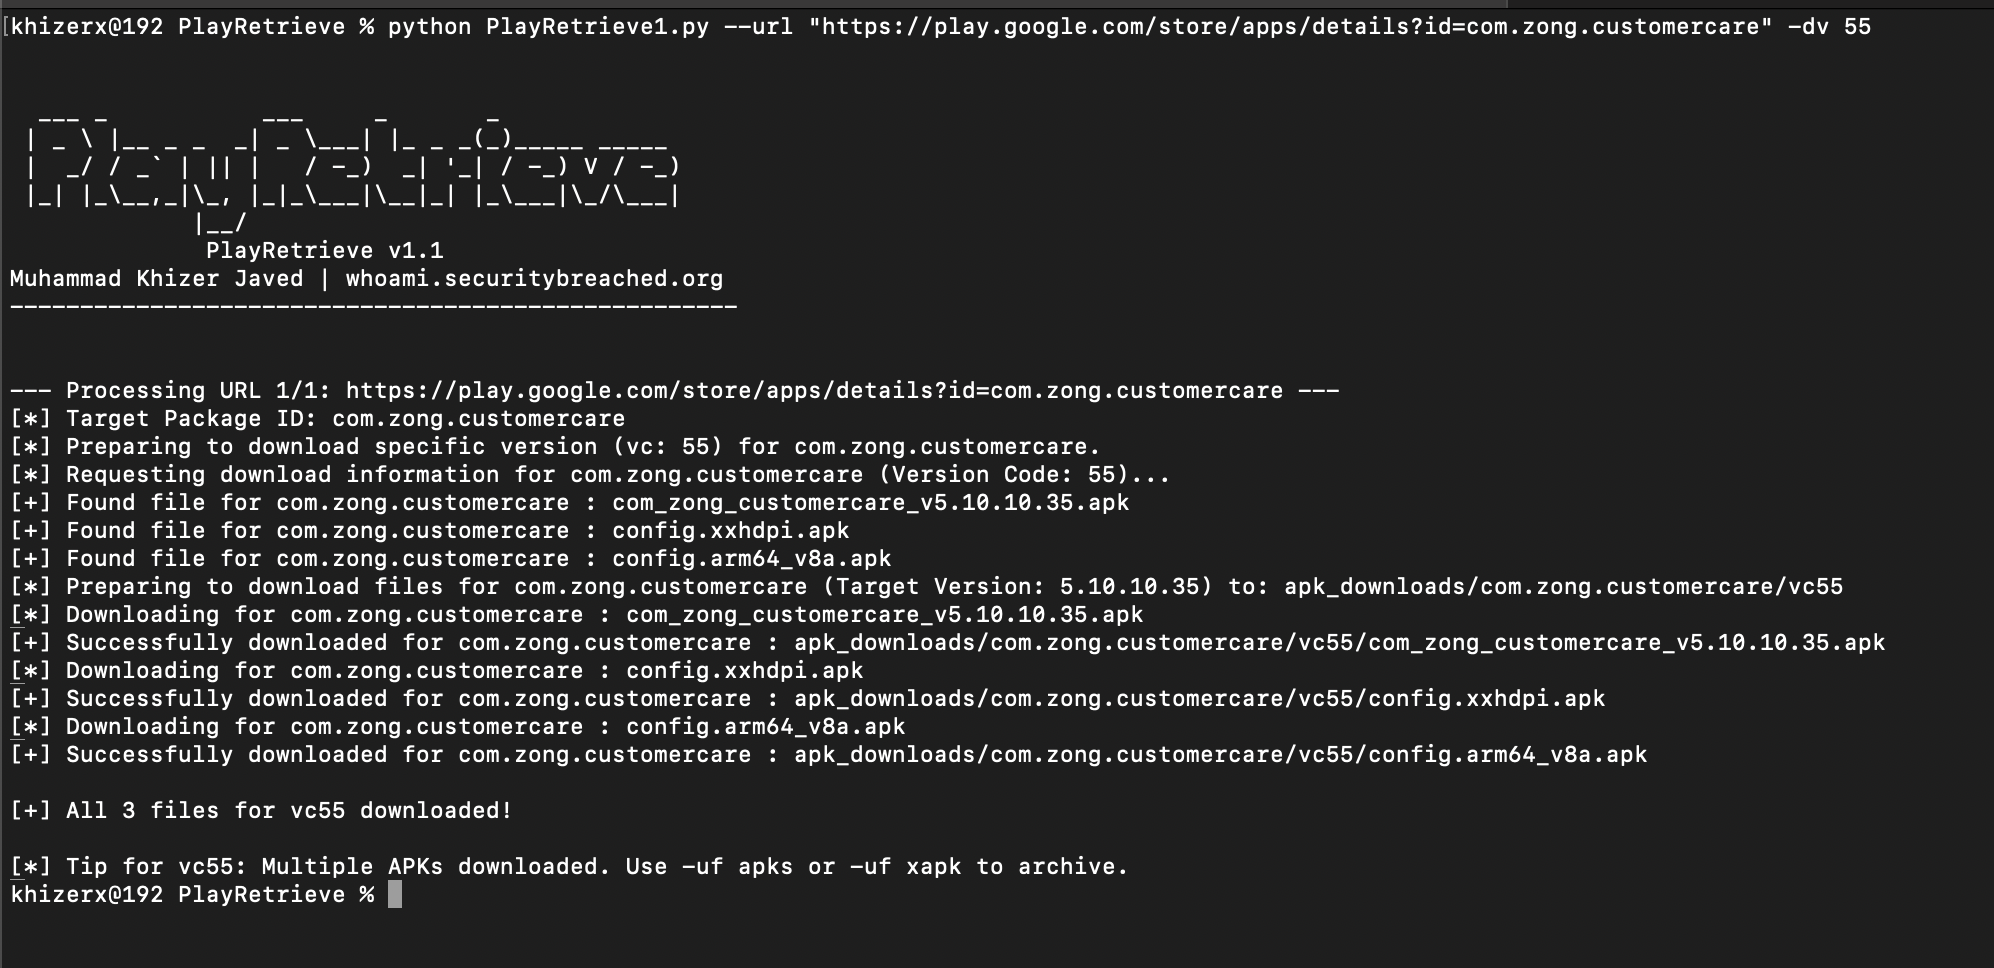 [khizerx@192 PlayRetrieve % python PlayRetrieve1.py --url "https://play.google.com/store/apps/details?id=com.zong.customercare" -dv 55
  ___ _           ___     _       _
 | _ \ |__ _ _  _| _ \___| |_ _ _(_)_____ _____
 |  _/ / _` | || |   / -_)  _| '_| / -_) V / -_)
 |_| |_\__,_|\_, |_|_\___|\__|_| |_\___|\_/\___|
             |__/
              PlayRetrieve v1.1
Muhammad Khizer Javed | whoami.securitybreached.org
----------------------------------------------------
--- Processing URL 1/1: https://play.google.com/store/apps/details?id=com.zong.customercare ---
[*] Target Package ID: com.zong.customercare
[*] Preparing to download specific version (vc: 55) for com.zong.customercare.
[*] Requesting download information for com.zong.customercare (Version Code: 55)...
[+] Found file for com.zong.customercare : com_zong_customercare_v5.10.10.35.apk
[+] Found file for com.zong.customercare : config.xxhdpi.apk
[+] Found file for com.zong.customercare : config.arm64_v8a.apk
[*] Preparing to download files for com.zong.customercare (Target Version: 5.10.10.35) to: apk_downloads/com.zong.customercare/vc55
[*] Downloading for com.zong.customercare : com_zong_customercare_v5.10.10.35.apk
[+] Successfully downloaded for com.zong.customercare : apk_downloads/com.zong.customercare/vc55/com_zong_customercare_v5.10.10.35.apk
[*] Downloading for com.zong.customercare : config.xxhdpi.apk
[+] Successfully downloaded for com.zong.customercare : apk_downloads/com.zong.customercare/vc55/config.xxhdpi.apk
[*] Downloading for com.zong.customercare : config.arm64_v8a.apk
[+] Successfully downloaded for com.zong.customercare : apk_downloads/com.zong.customercare/vc55/config.arm64_v8a.apk
[+] All 3 files for vc55 downloaded!
[*] Tip for vc55: Multiple APKs downloaded. Use -uf apks or -uf xapk to archive.
khizerx@192 PlayRetrieve %